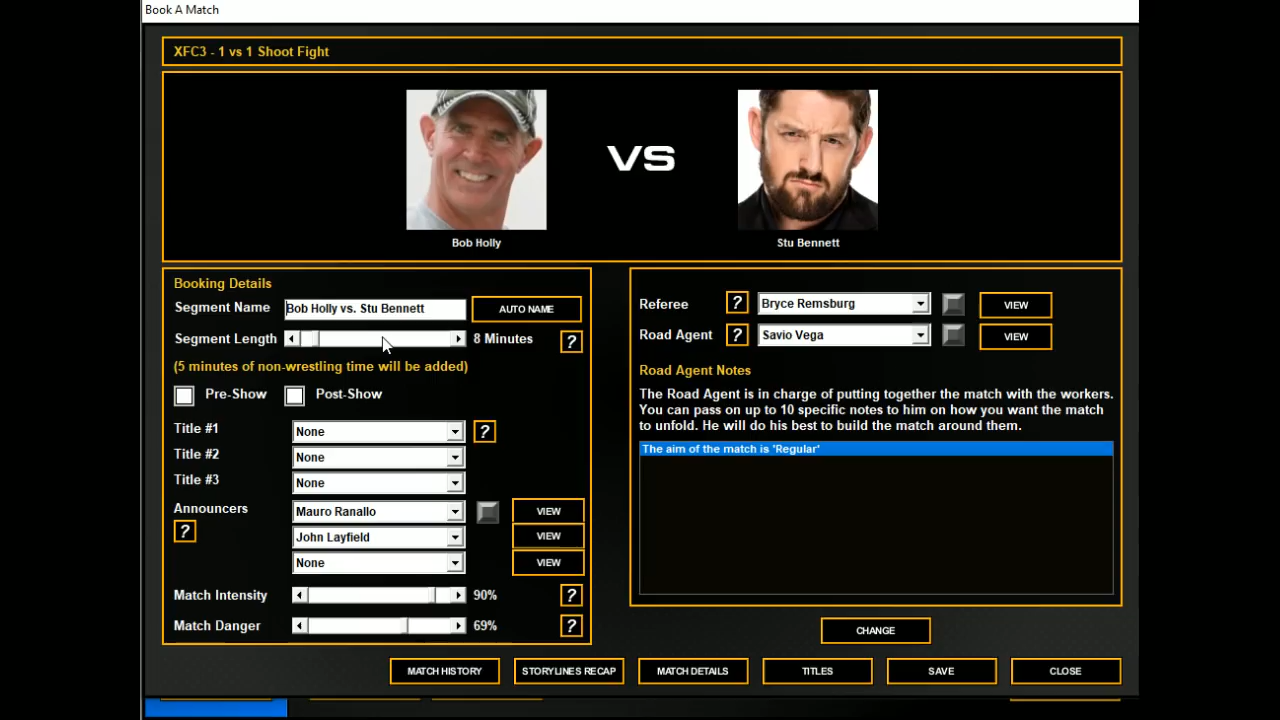 Book A Match
XFC3 - 1 vs 1 Shoot Fight
VS
Bob Holly
Stu Bennett
Booking Details
Segment Name
Bob Holly vs. Stu Bennett
AUTO NAME
Segment Length
8 Minutes
?
(5 minutes of non-wrestling time will be added)
Pre-Show
Post-Show
Title #1
None
?
Title #2
None
Title #3
None
Announcers
Mauro Ranallo
VIEW
?
John Layfield
VIEW
None
VIEW
Match Intensity
90%
?
Match Danger
69%
?
Referee
?
Bryce Remsburg
VIEW
Road Agent
?
Savio Vega
VIEW
Road Agent Notes
The Road Agent is in charge of putting together the match with the workers.
You can pass on up to 10 specific notes to him on how you want the match
to unfold. He will do his best to build the match around them.
The aim of the match is 'Regular'
CHANGE
MATCH HISTORY
STORYLINES RECAP
MATCH DETAILS
TITLES
SAVE
CLOSE